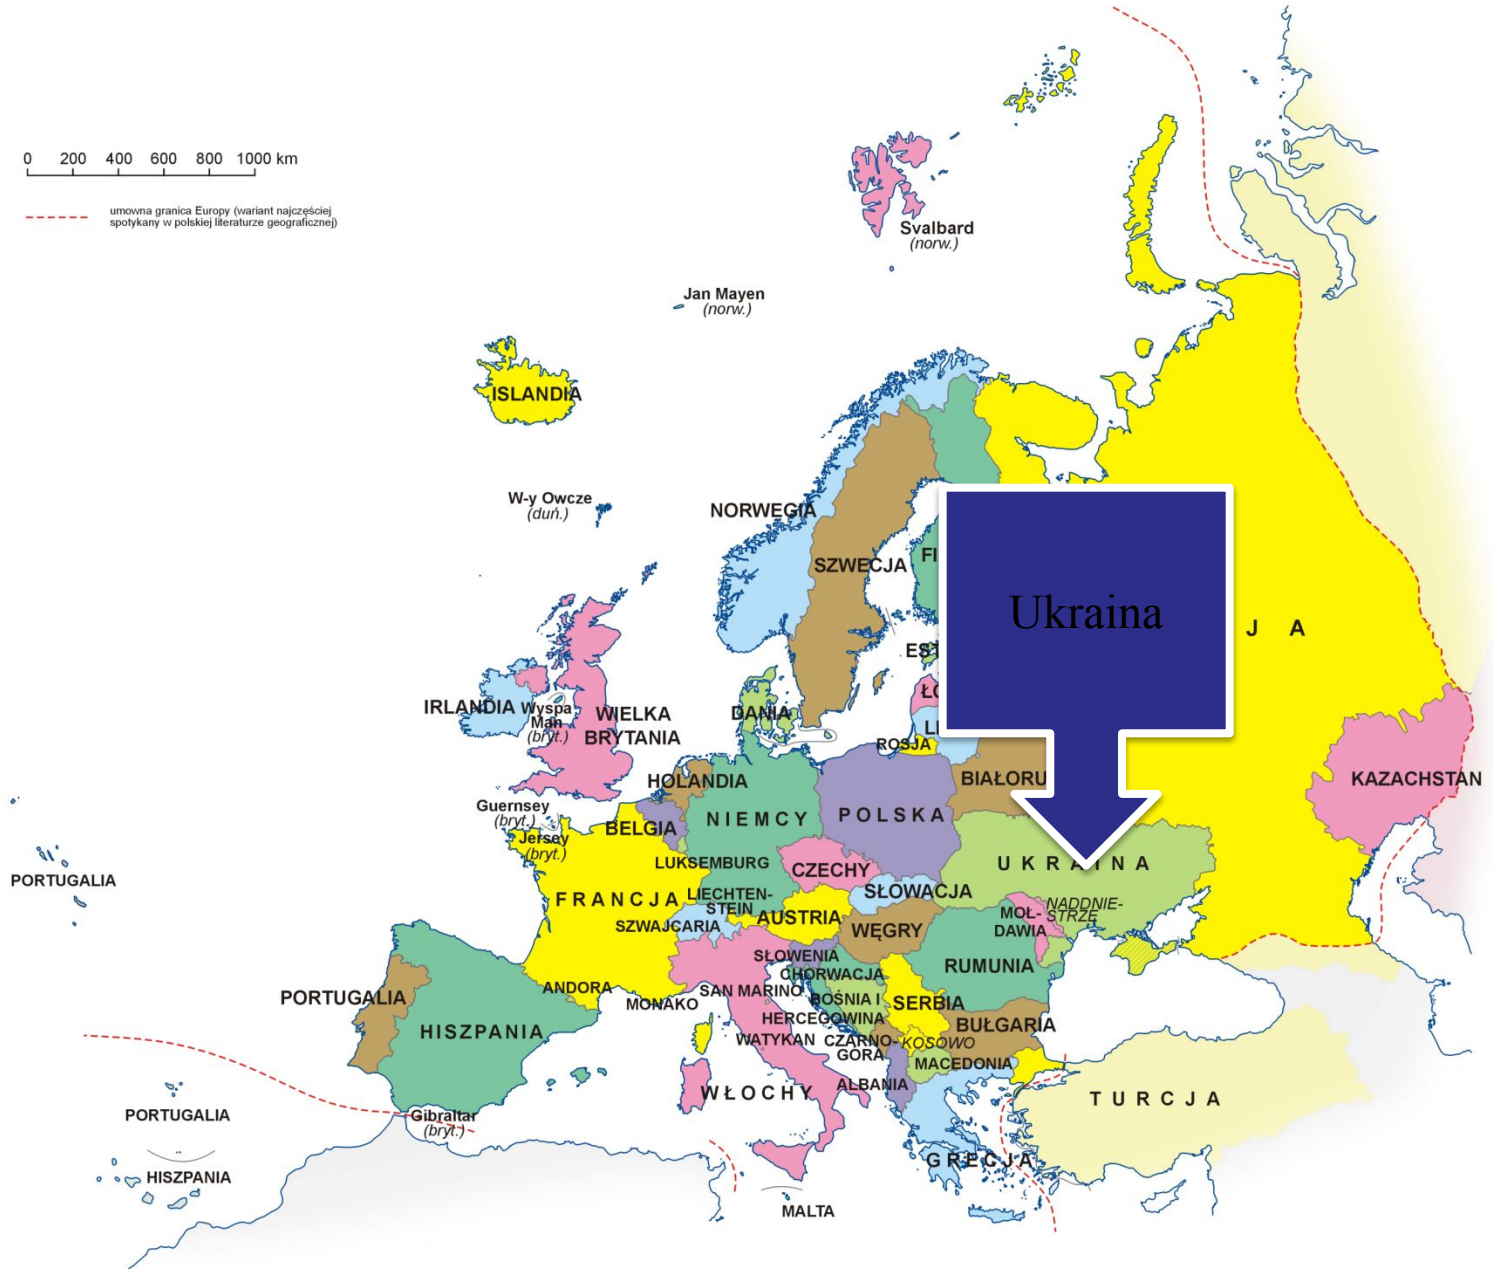 0 200 400 600 800 1000 km
umowna granica Europy (wariant najczęściej
spotykany w polskiej literaturze geograficznej)
Svalbard
(norw.)
Jan Mayen
(norw.)
ISLANDIA
W-y Owcze
(duń.)
NORWEGIA
SZWECJA
FI
Ukraina
J A
EST
ŁO
LI
ROSJA
IRLANDIA
Wyspa
Man
(bryt.)
WIELKA
BRYTANIA
DANIA
HOLANDIA
BIAŁORU
KAZACHSTAN
Guernsey
(bryt.)
Jersey
(bryt.)
BELGIA
NIEMCY
POLSKA
LUKSEMBURG
CZECHY
UKRAINA
PORTUGALIA
FRANCJA
LIECHTEN-
STEIN
SZWAJCARIA
AUSTRIA
SŁOWACJA
WĘGRY
MOŁ-
DAWIA
NADDNIE-
STRZE
SŁOWENIA
CHORWACJA
RUMUNIA
PORTUGALIA
HISZPANIA
ANDORA
MONAKO
SAN MARINO
BOŚNIA I
HERCEGOWINA
SERBIA
BUŁGARIA
WATYKAN
CZARNO-
GÓRA
KOSOWO
MACEDONIA
ALBANIA
WŁOCHY
TURCJA
GRECJA
PORTUGALIA
Gibraltar
(bryt.)
HISZPANIA
MALTA